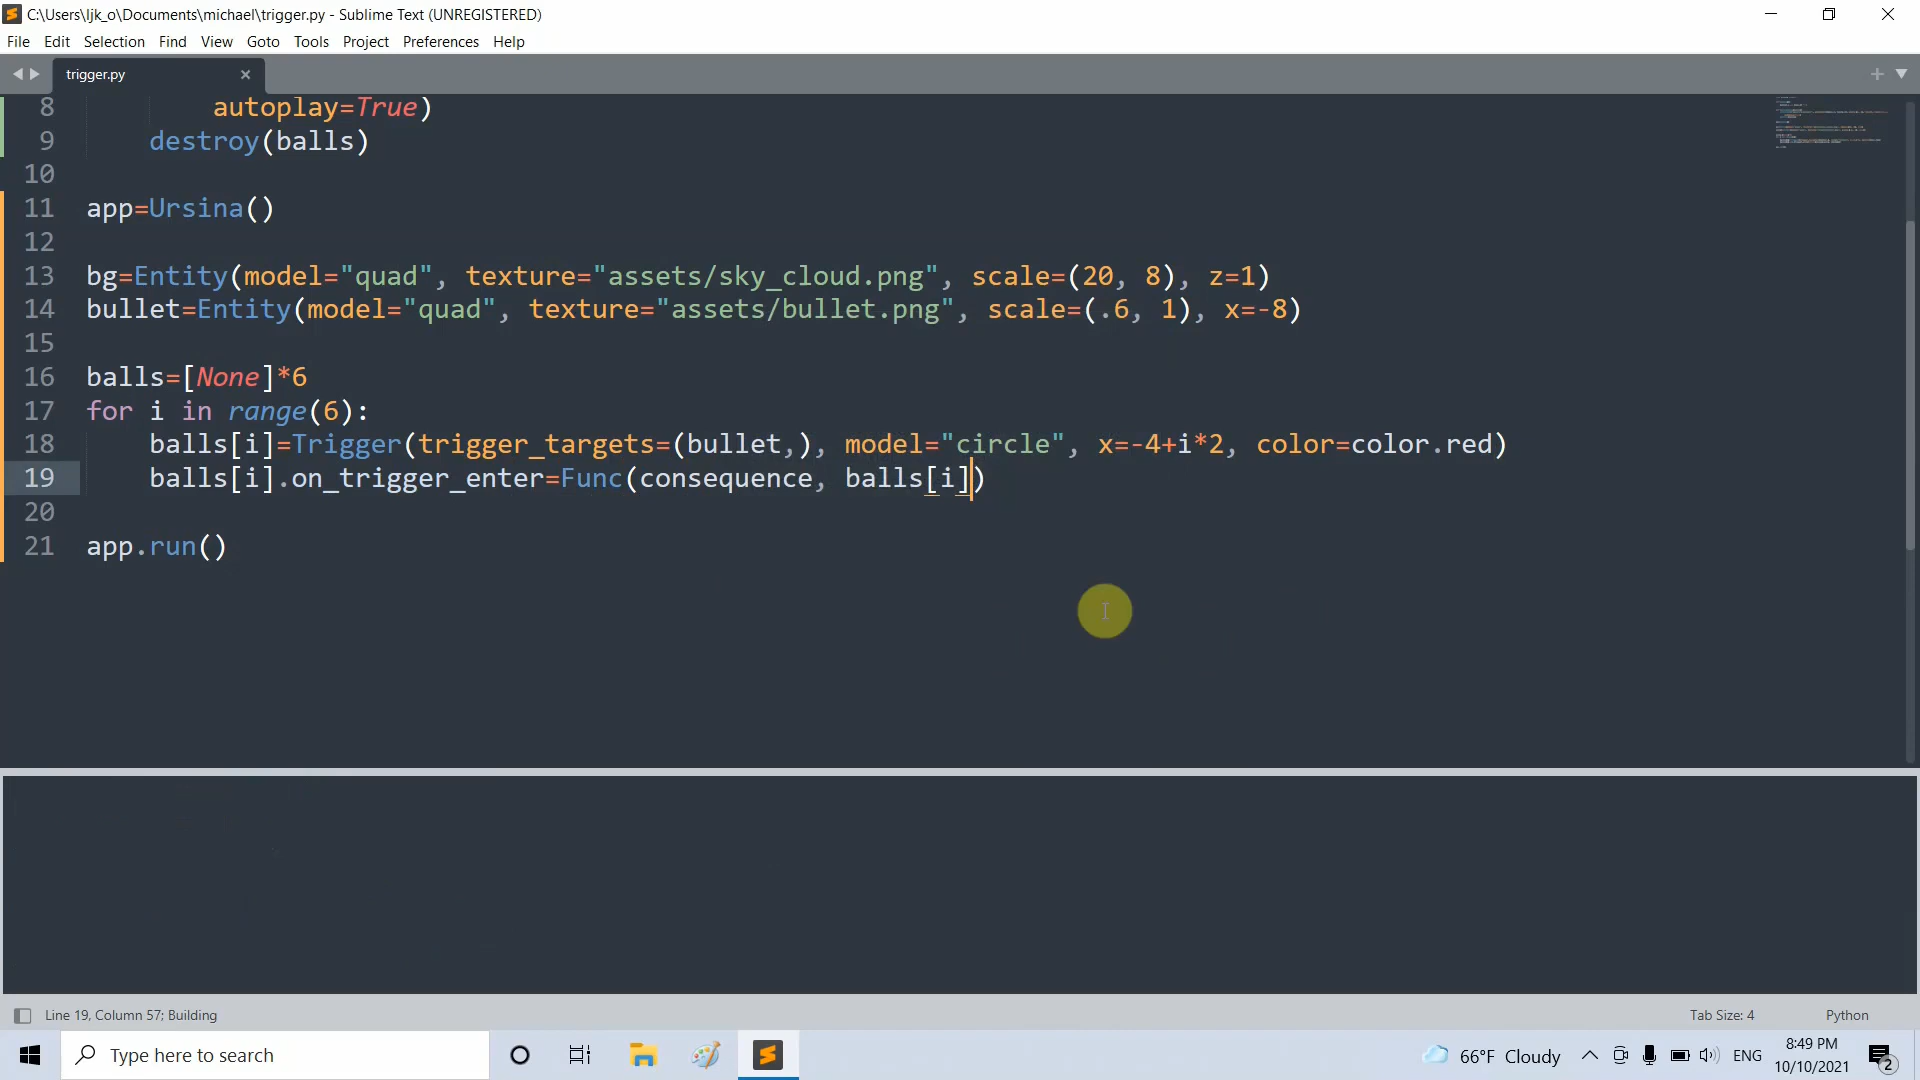 C:\Users\ljk_o\Documents\michael\trigger.py - Sublime Text (UNREGISTERED)
File Edit Selection Find View Goto Tools Project Preferences Help
trigger.py
8 autoplay=True)
9 destroy(balls)
10
11 app=Ursina()
12
13 bg=Entity(model="quad", texture="assets/sky_cloud.png", scale=(20, 8), z=1)
14 bullet=Entity(model="quad", texture="assets/bullet.png", scale=(.6, 1), x=-8)
15
16 balls=[None]*6
17 for i in range(6):
18 balls[i]=Trigger(trigger_targets=(bullet,), model="circle", x=-4+i*2, color=color.red)
19 balls[i].on_trigger_enter=Func(consequence, balls[i])
20
21 app.run()
Line 19, Column 57; Building Tab Size: 4 Python
Type here to search 66°F Cloudy ENG 8:49 PM
10/10/2021 2